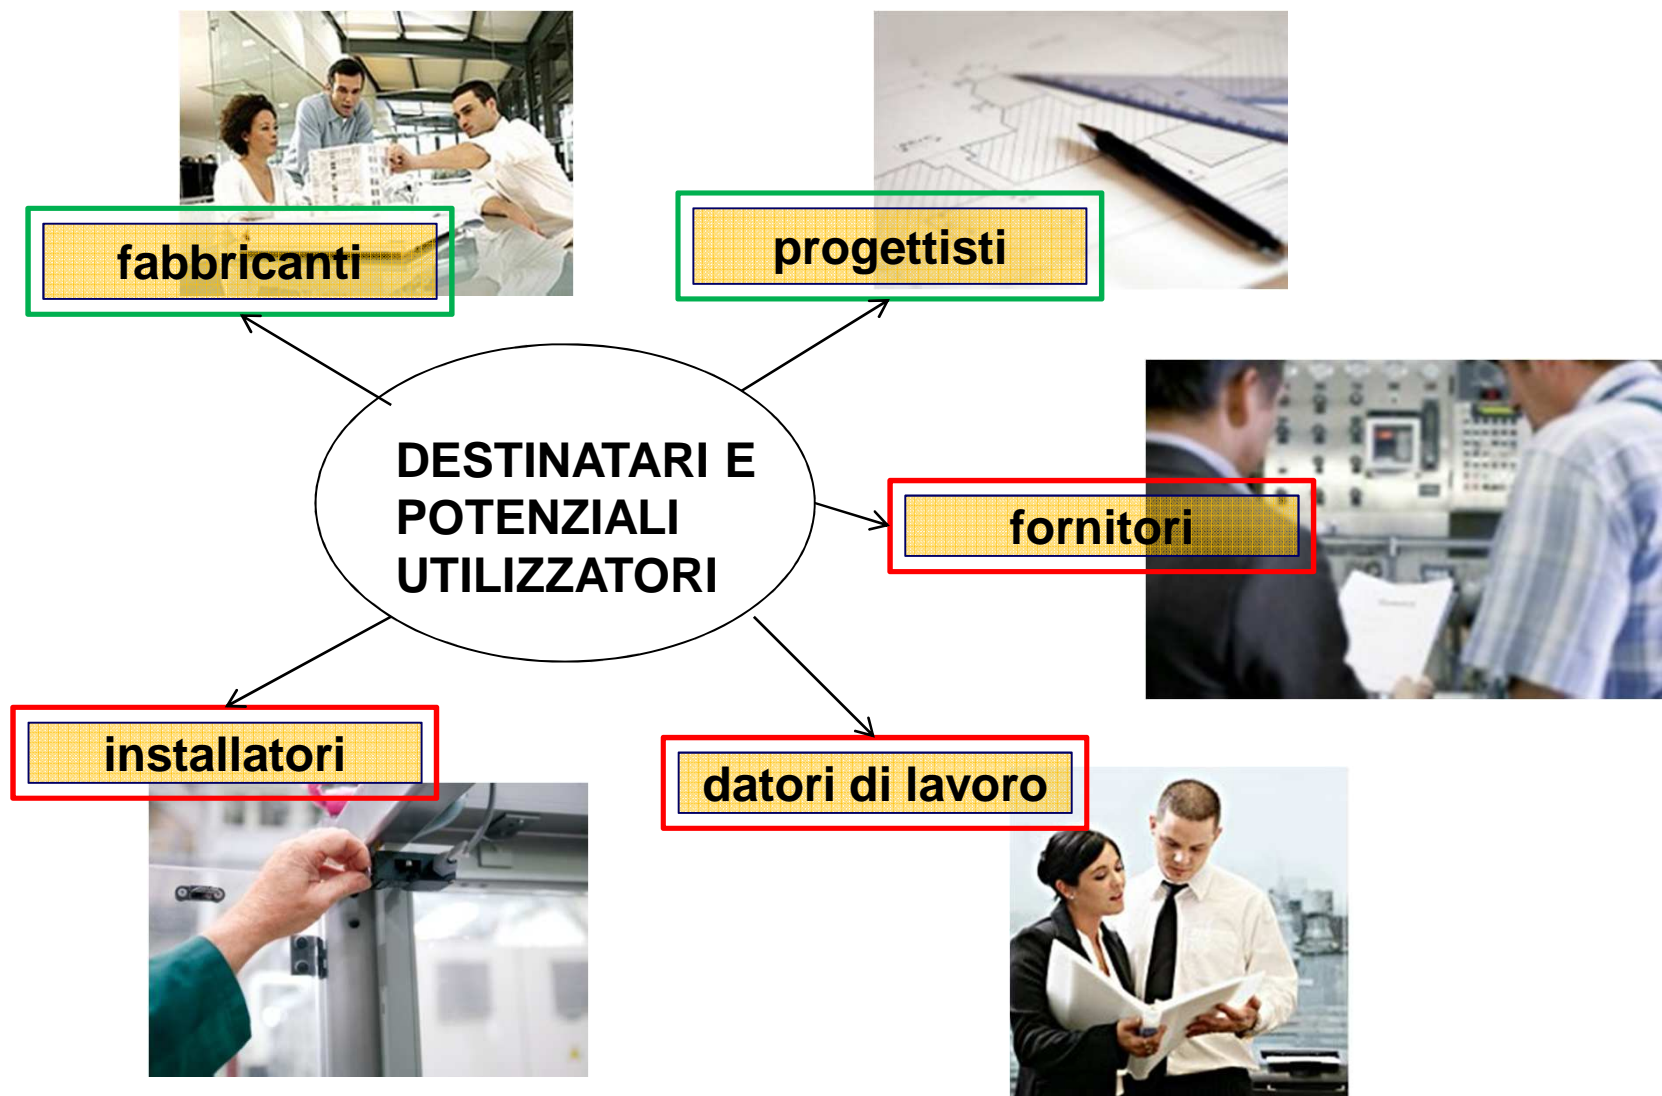 fabbricanti
progettisti
DESTINATARI E
POTENZIALI
UTILIZZATORI
fornitori
installatori
datori di lavoro